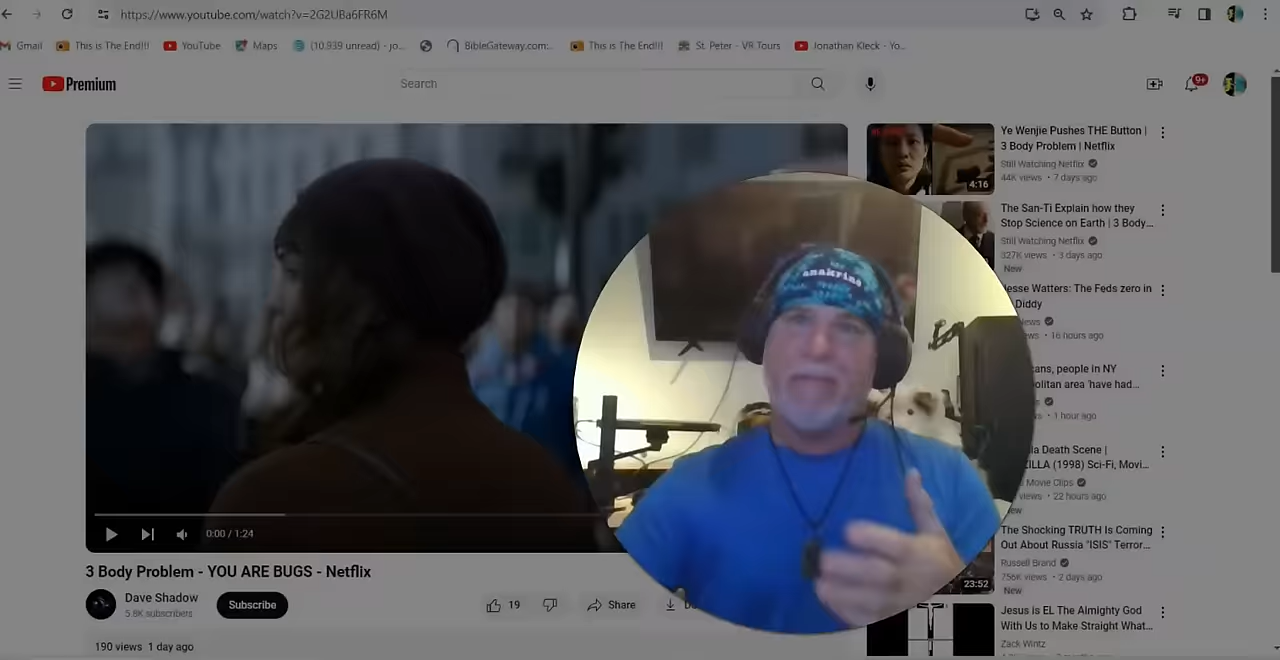 https://www.youtube.com/watch?v=2G2UBa6FR6M
Gmail
This is The End!!!
YouTube
Maps
(10,939 unread) - jo...
BibleGateway.com:...
This is The End!!!
St. Peter - VR Tours
Jonathan Kleck - Yo...
Premium
Search
9+
Ye Wenjie Pushes THE Button |
3 Body Problem | Netflix
Still Watching Netflix
44K views • 7 days ago
4:16
The San-Ti Explain how they
Stop Science on Earth | 3 Body...
Still Watching Netflix
327K views • 3 days ago
New
Jesse Watters: The Feds zero in
Diddy
News
• 16 hours ago
people in NY
area 'have had...
• 1 hour ago
Death Scene |
(1998) Sci-Fi, Movi...
Movie Clips
views • 22 hours ago
The Shocking TRUTH Is Coming
Out About Russia "ISIS" Terror...
Russell Brand
756K views • 2 days ago
New
23:52
Jesus is EL The Almighty God
With Us to Make Straight What...
Zack Wintz
anakrino
0:00 / 1:24
3 Body Problem - YOU ARE BUGS - Netflix
Dave Shadow
5.8K subscribers
Subscribe
19
Share
190 views 1 day ago